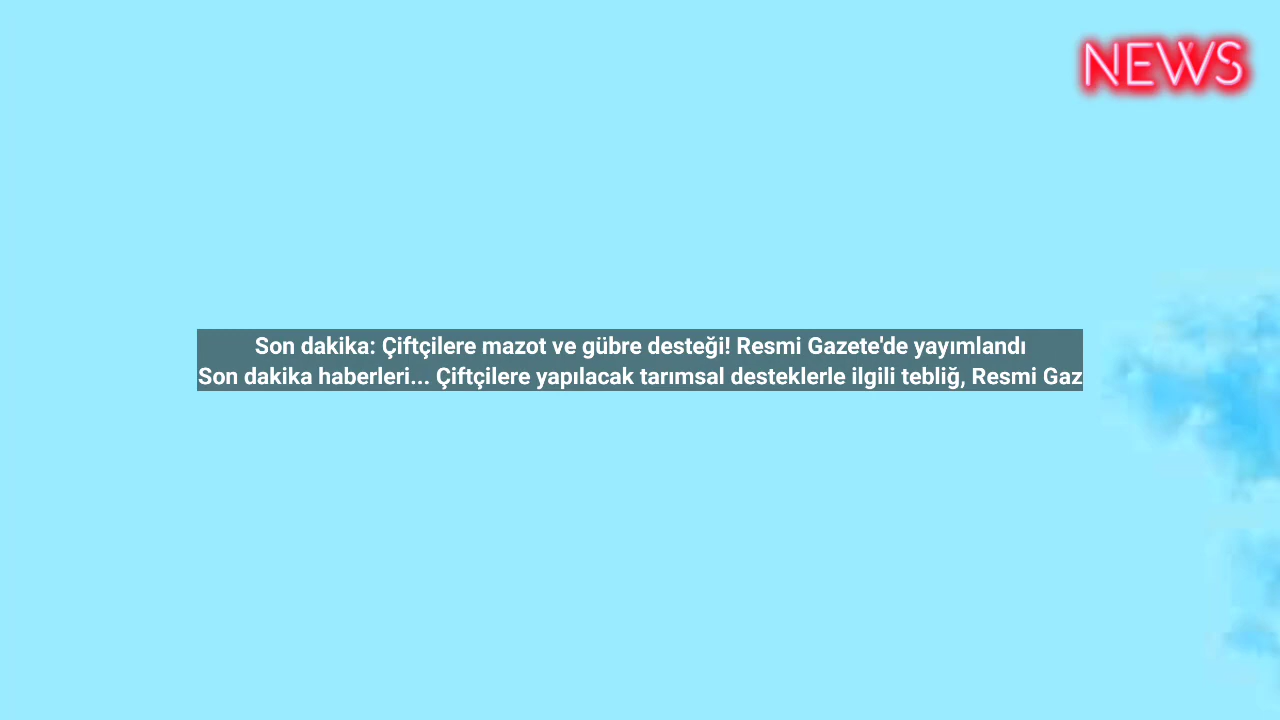 NEWS
Son dakika: Çiftçilere mazot ve gübre desteği! Resmi Gazete'de yayımlandı
Son dakika haberleri... Çiftçilere yapılacak tarımsal desteklerle ilgili tebliğ, Resmi Gaz